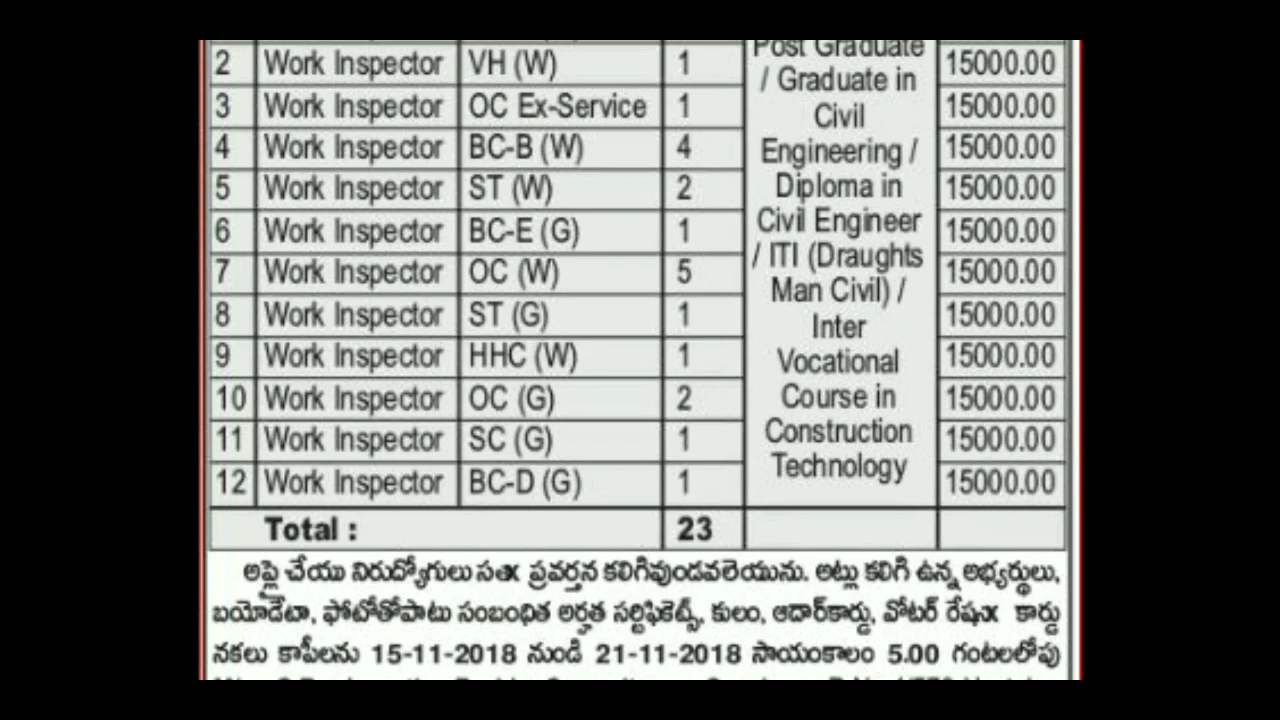 Post Graduate
2 Work Inspector VH (W) 1 15000.00
/ Graduate in
3 Work Inspector OC Ex-Service 1 15000.00
Civil
4 Work Inspector BC-B (W) 4 15000.00
Engineering /
5 Work Inspector ST (W) 2 15000.00
Diploma in
6 Work Inspector BC-E (G) 1 15000.00
Civil Engineer
7 Work Inspector OC (W) 5 15000.00
/ ITI (Draughts
Man Civil) /
8 Work Inspector ST (G) 1 15000.00
Inter
9 Work Inspector HHC (W) 1 15000.00
Vocational
10 Work Inspector OC (G) 2 15000.00
Course in
11 Work Inspector SC (G) 1 15000.00
Construction
12 Work Inspector BC-D (G) 1 15000.00
Technology
Total : 23
అప్లై చేయు నిరుద్యోగులు ప్రవర్తన కలిగివుండవలెయును. అట్లు కలిగి ఉన్న అభ్యర్థులు,
బయోడేటా, ఫోటోతోపాటు సంబంధిత అర్హత సర్టిఫికెట్స్, కులం, ఆదార్‌కార్డు, వోటర్ కార్డు
నకలు కాపీలను 15-11-2018 నుండి 21-11-2018 సాయంకాలం 5.00 గంటలలోపు